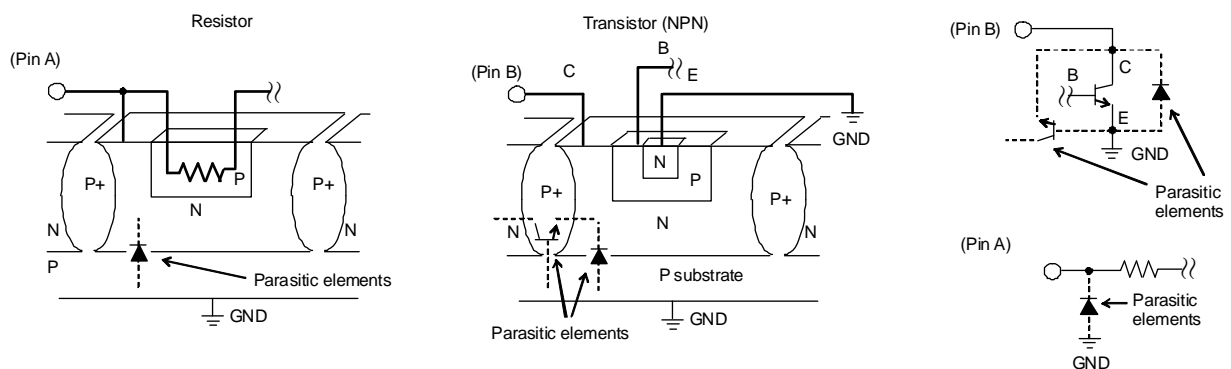 Resistor
(Pin A)
P+
P
P+
N
N
N
P
Parasitic elements
GND
Transistor (NPN)
(Pin B)
C
B
E
GND
N
P
P+
P+
N
N
N
P substrate
Parasitic elements
GND
(Pin B)
C
B
E
GND
Parasitic
elements
(Pin A)
Parasitic
elements
GND